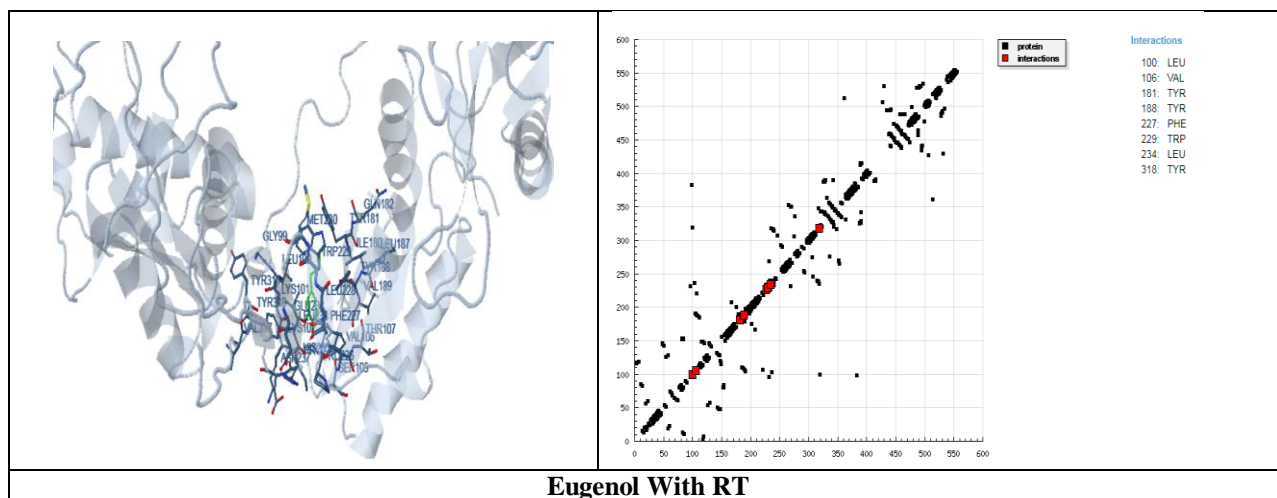 GLN182
MET230
TYR181
GLY99
ILE180
TRP229
TYR188
LYS101
VAL189
LEU228
PHE227
THR107
VAL106
600
550
500
450
400
350
300
250
200
150
100
50
0
0 50 100 150 200 250 300 350 400 450 500 550 600
protein
interactions
Interactions
100: LEU
106: VAL
181: TYR
188: TYR
227: PHE
229: TRP
234: LEU
318: TYR
Eugenol With RT